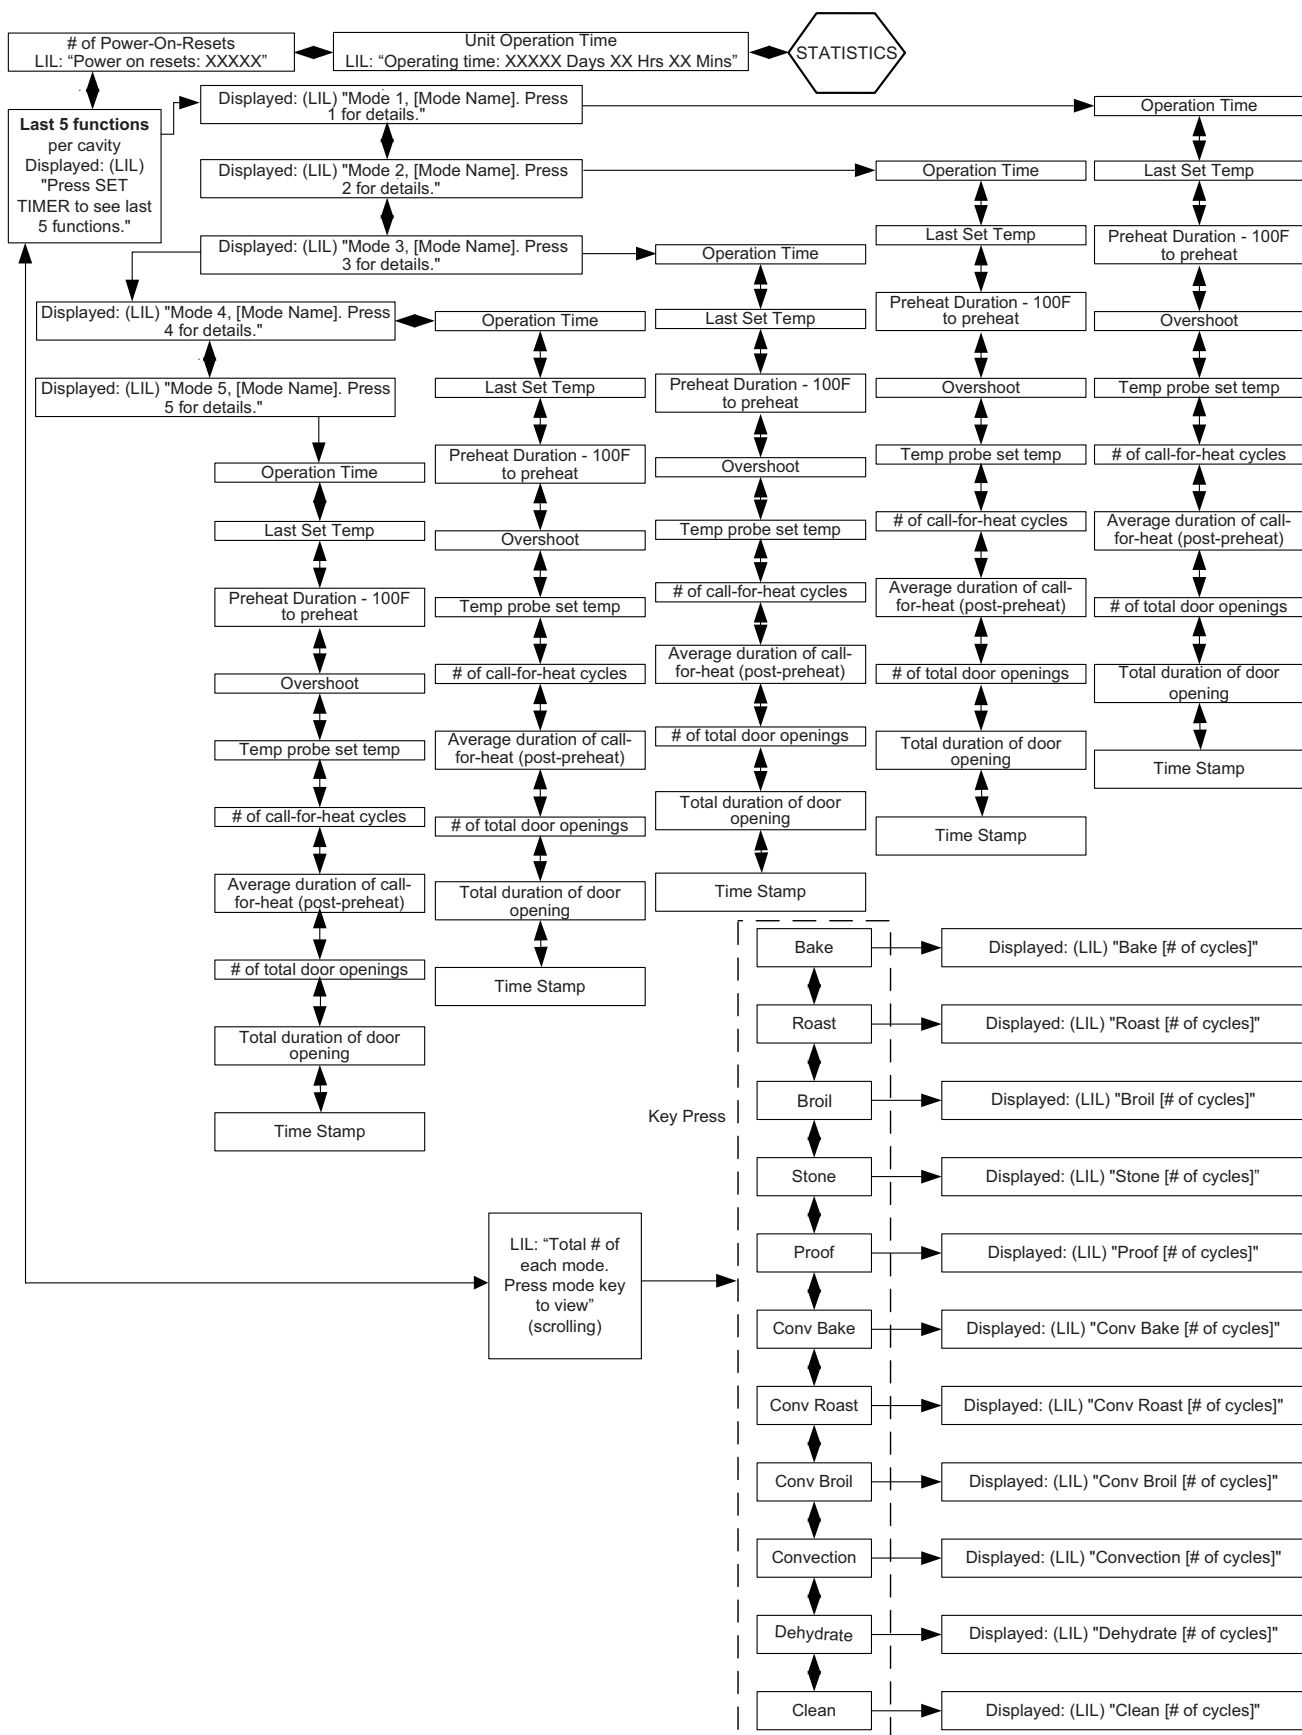 # of Power-On-Resets
LIL: “Power on resets: XXXXX”
Unit Operation Time
LIL: “Operating time: XXXXX Days XX Hrs XX Mins”
STATISTICS
Last 5 functions
per cavity
Displayed: (LIL)
"Press SET
TIMER to see last
5 functions."
Displayed: (LIL) "Mode 1, [Mode Name]. Press
1 for details."
Displayed: (LIL) "Mode 2, [Mode Name]. Press
2 for details."
Displayed: (LIL) "Mode 3, [Mode Name]. Press
3 for details."
Displayed: (LIL) "Mode 4, [Mode Name]. Press
4 for details."
Displayed: (LIL) "Mode 5, [Mode Name]. Press
5 for details."
Operation Time
Last Set Temp
Preheat Duration - 100F
to preheat
Overshoot
Temp probe set temp
# of call-for-heat cycles
Average duration of call-
for-heat (post-preheat)
# of total door openings
Total duration of door
opening
Time Stamp
Operation Time
Last Set Temp
Preheat Duration - 100F
to preheat
Overshoot
Temp probe set temp
# of call-for-heat cycles
Average duration of call-
for-heat (post-preheat)
# of total door openings
Total duration of door
opening
Time Stamp
Operation Time
Last Set Temp
Preheat Duration - 100F
to preheat
Overshoot
Temp probe set temp
# of call-for-heat cycles
Average duration of call-
for-heat (post-preheat)
# of total door openings
Total duration of door
opening
Time Stamp
Operation Time
Last Set Temp
Preheat Duration - 100F
to preheat
Overshoot
Temp probe set temp
# of call-for-heat cycles
Average duration of call-
for-heat (post-preheat)
# of total door openings
Total duration of door
opening
Time Stamp
Operation Time
Last Set Temp
Preheat Duration - 100F
to preheat
Overshoot
Temp probe set temp
# of call-for-heat cycles
Average duration of call-
for-heat (post-preheat)
# of total door openings
Total duration of door
opening
Time Stamp
LIL: “Total # of
each mode.
Press mode key
to view”
(scrolling)
Key Press
Bake
Displayed: (LIL) "Bake [# of cycles]"
Roast
Displayed: (LIL) "Roast [# of cycles]"
Broil
Displayed: (LIL) "Broil [# of cycles]"
Stone
Displayed: (LIL) "Stone [# of cycles]”
Proof
Displayed: (LIL) "Proof [# of cycles]"
Conv Bake
Displayed: (LIL) "Conv Bake [# of cycles]"
Conv Roast
Displayed: (LIL) "Conv Roast [# of cycles]"
Conv Broil
Displayed: (LIL) "Conv Broil [# of cycles]"
Convection
Displayed: (LIL) "Convection [# of cycles]"
Dehydrate
Displayed: (LIL) "Dehydrate [# of cycles]"
Clean
Displayed: (LIL) "Clean [# of cycles]"